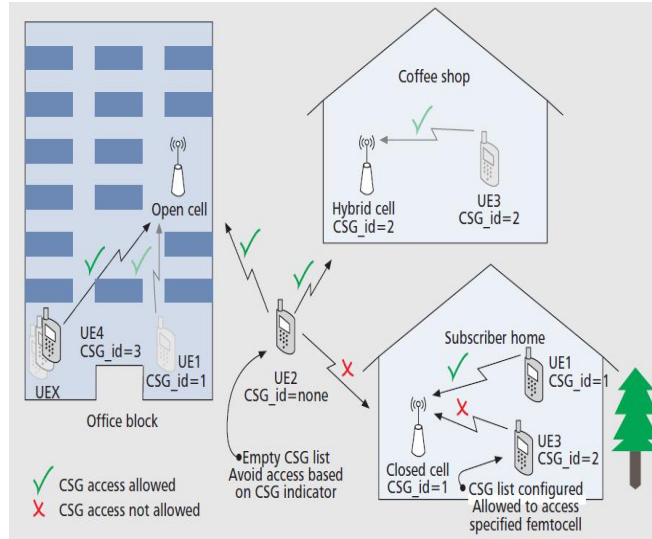 Coffee shop
Open cell
Hybrid cell
CSG_id=2
UE3
CSG_id=2
UE4
CSG_id=3
UEX
UE1
CSG_id=1
Office block
UE2
CSG_id=none
Subscriber home
UE1
CSG_id=1
UE3
CSG_id=2
Closed cell
CSG_id=1
Empty CSG list
Avoid access based
on CSG indicator
CSG list configured
Allowed to access
specified femtocell
CSG access allowed
CSG access not allowed